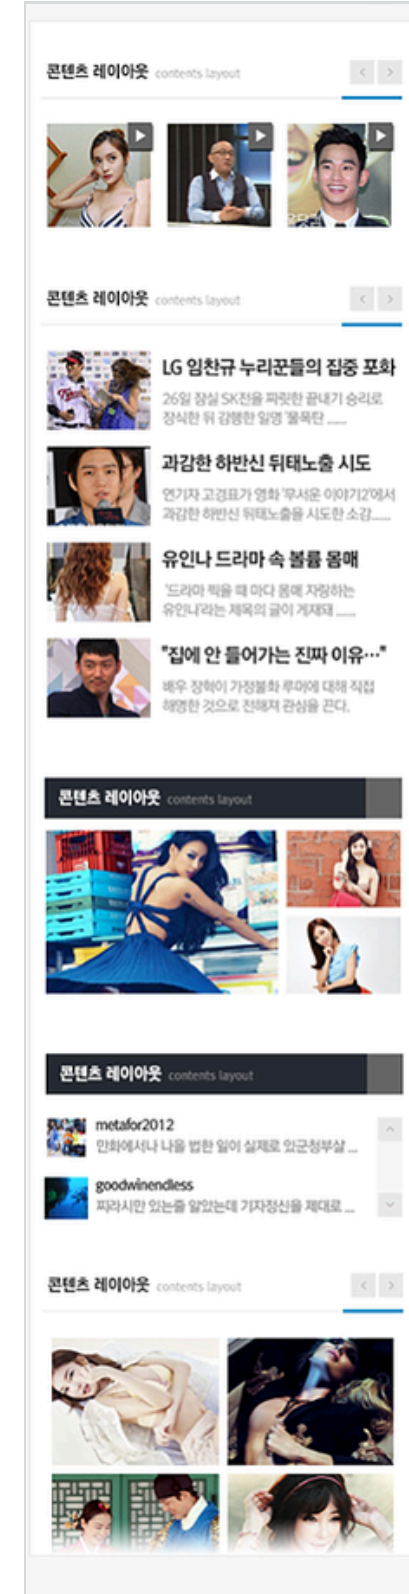 콘텐츠 레이아웃 contents layout
콘텐츠 레이아웃 contents layout
LG 임찬규 누리꾼들의 집중 포화
26일 잠실 SK전을 짜릿한 끝내기 승리로
장식한 뒤 감행한 일명 '물폭탄 ......
과감한 하반신 뒤태노출 시도
연기자 고경표가 영화 '무서운 이야기2'에서
과감한 하반신 뒤태노출을 시도한 소감......
유인나 드라마 속 볼륨 몸매
'드라마 찍을 때 마다 몸매 자랑하는
유인나'라는 제목의 글이 게재돼 ......
"집에 안 들어가는 진짜 이유…"
배우 장혁이 가정불화 루머에 대해 직접
해명한 것으로 전해져 관심을 끈다.
콘텐츠 레이아웃 contents layout
콘텐츠 레이아웃 contents layout
metafor2012
만화에서나 나올 법한 일이 실제로 있군청부살 ...
goodwinendless
찌라시만 있는줄 알았는데 기자정신을 제대로 ...
콘텐츠 레이아웃 contents layout